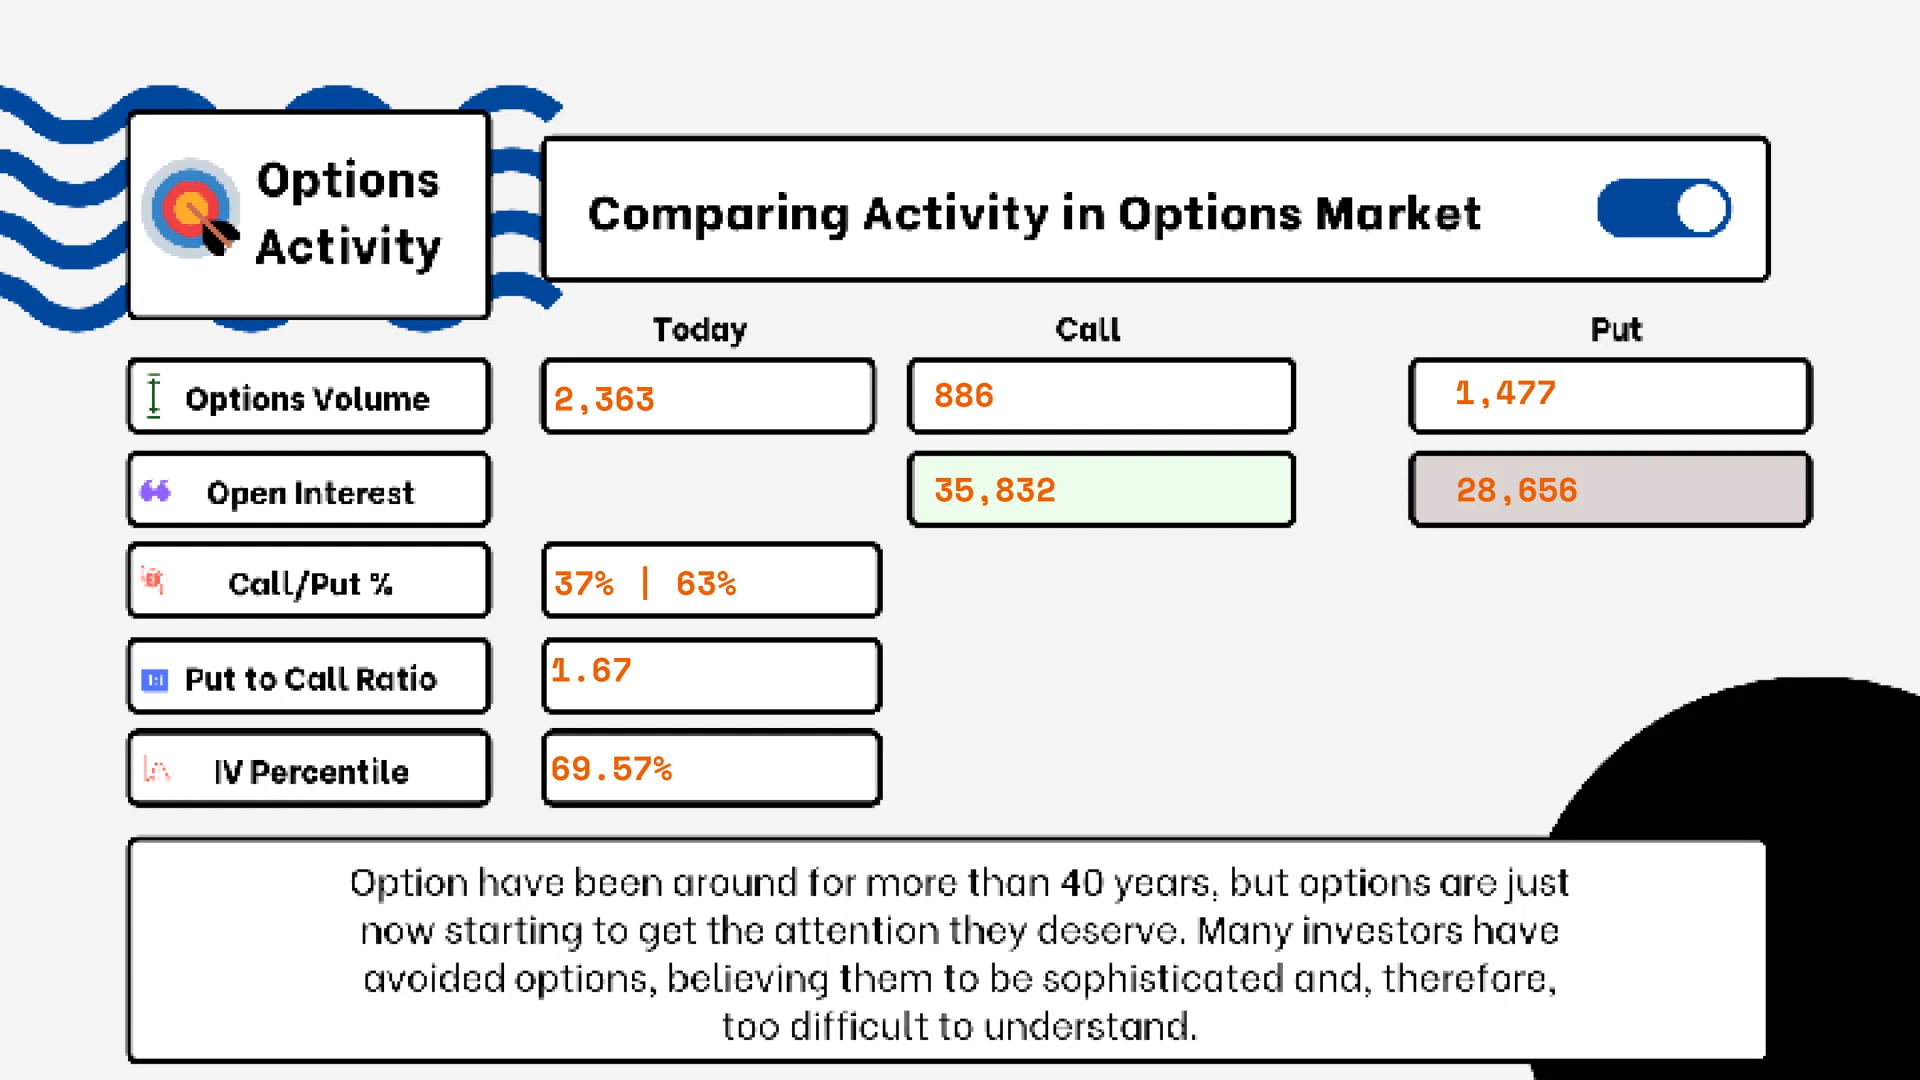 Options
Activity
Comparing Activity in Options Market
Today Call Put
Options Volume 2,363 886 1,477
Open Interest 35,832 28,656
Call/Put % 37% | 63%
1:1 Put to Call Ratio 1.67
IV Percentile 69.57%
Option have been around for more than 40 years, but options are just
now starting to get the attention they deserve. Many investors have
avoided options, believing them to be sophisticated and, therefore,
too difficult to understand.